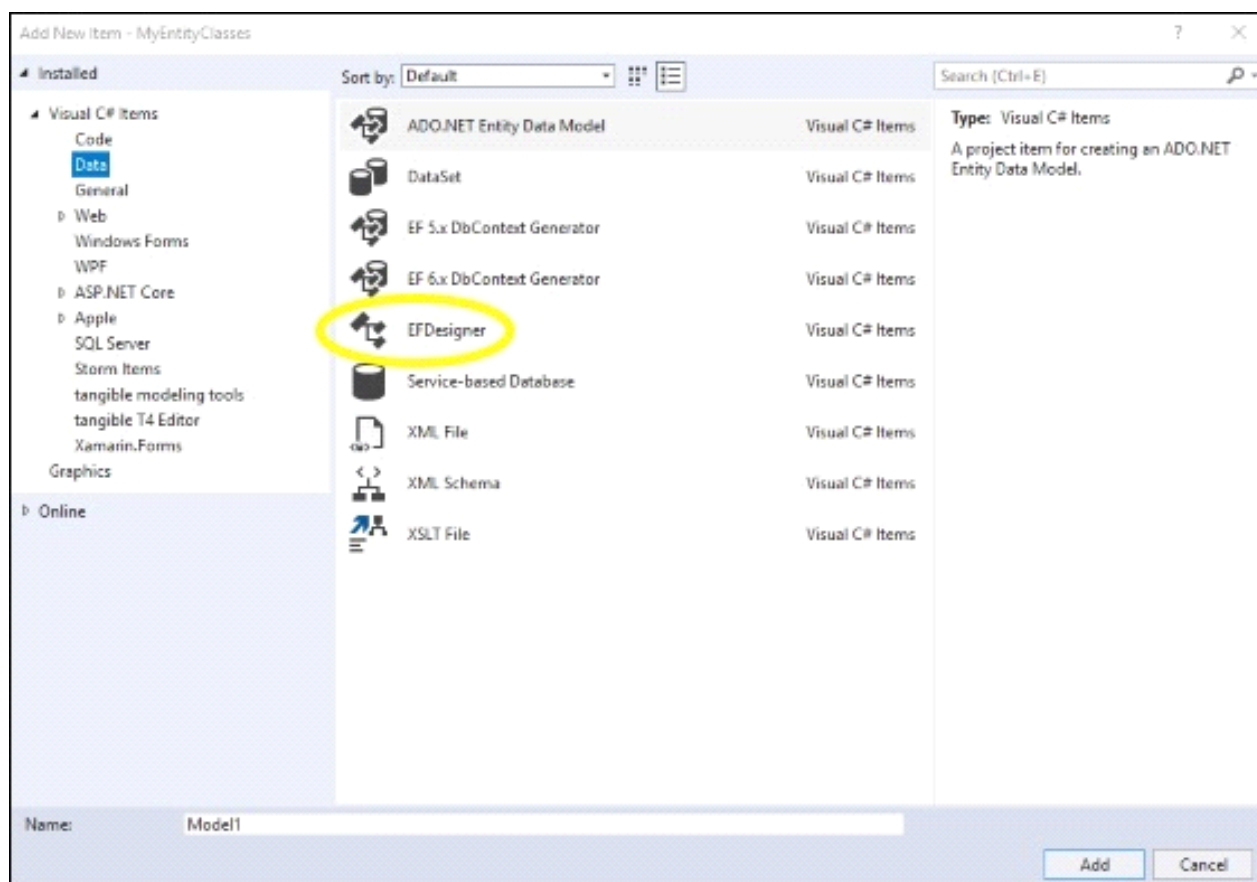 Add New Item - MyEntityClasses
?
Installed
Sort by: Default
Search (Ctrl+E)
Visual C# Items
Code
Data
General
Web
Windows Forms
WPF
ASP.NET Core
Apple
SQL Server
Storm Items
tangible modeling tools
tangible T4 Editor
Xamarin.Forms
Graphics
Online
ADO.NET Entity Data Model Visual C# Items
DataSet Visual C# Items
EF 5.x DbContext Generator Visual C# Items
EF 6.x DbContext Generator Visual C# Items
EFDesigner Visual C# Items
Service-based Database Visual C# Items
XML File Visual C# Items
XML Schema Visual C# Items
XSLT File Visual C# Items
Type: Visual C# Items
A project item for creating an ADO.NET
Entity Data Model.
Name: Model1
Add Cancel